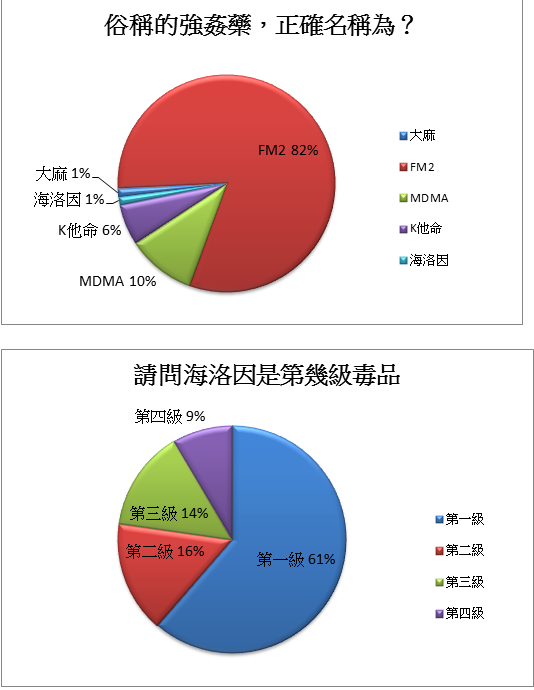 俗稱的強姦藥，正確名稱為？
FM2 82%
大麻 1%
海洛因 1%
K他命 6%
MDMA 10%
大麻
FM2
MDMA
K他命
海洛因
請問海洛因是第幾級毒品
第四級 9%
第三級 14%
第二級 16%
第一級 61%
第一級
第二級
第三級
第四級